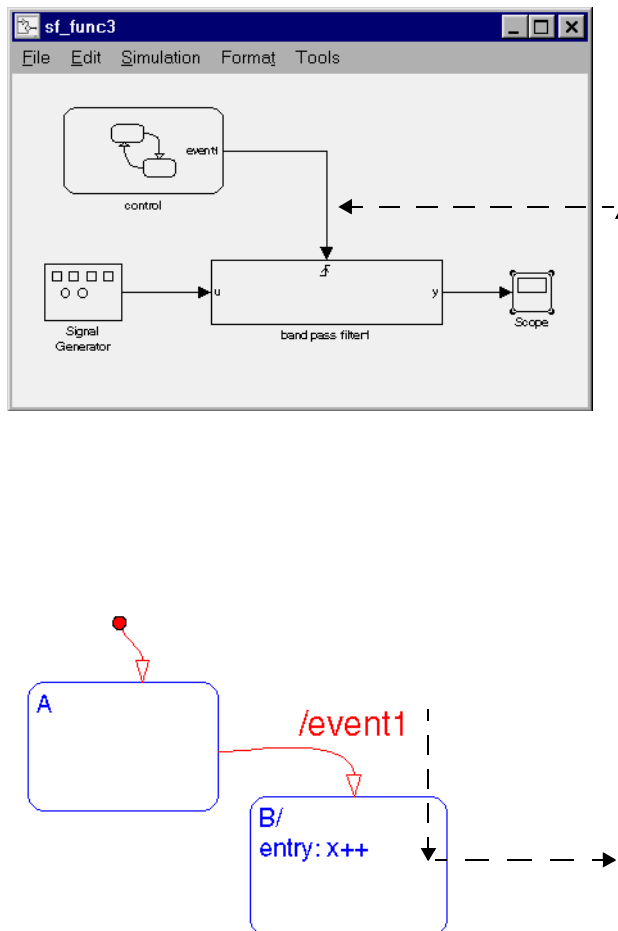 sf_func3
File Edit Simulation Format Tools
event1
control
u
y
Signal
Generator
band pass filter1
Scope
/event1
A
B/
entry: x++